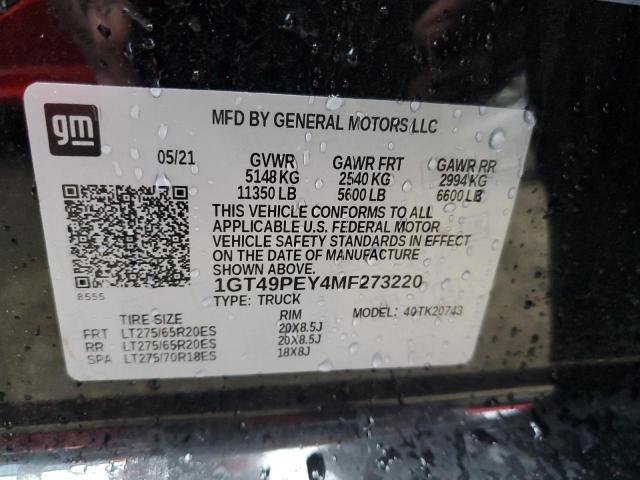 gm
MFD BY GENERAL MOTORS LLC
05/21 GVWR GAWR FRT GAWR RR
5148 KG 2540 KG 2994 KG
11350 LB 5600 LB 6600 LB
THIS VEHICLE CONFORMS TO ALL
APPLICABLE U.S. FEDERAL MOTOR
VEHICLE SAFETY STANDARDS IN EFFECT
ON THE DATE OF MANUFACTURE
SHOWN ABOVE.
8555 1GT49PEY4MF273220
TYPE: TRUCK MODEL: 40TK20743
TIRE SIZE RIM
FRT LT275/65R20ES 20X8.5J
RR LT275/65R20ES 20X8.5J
SPA LT275/70R18ES 18X8J